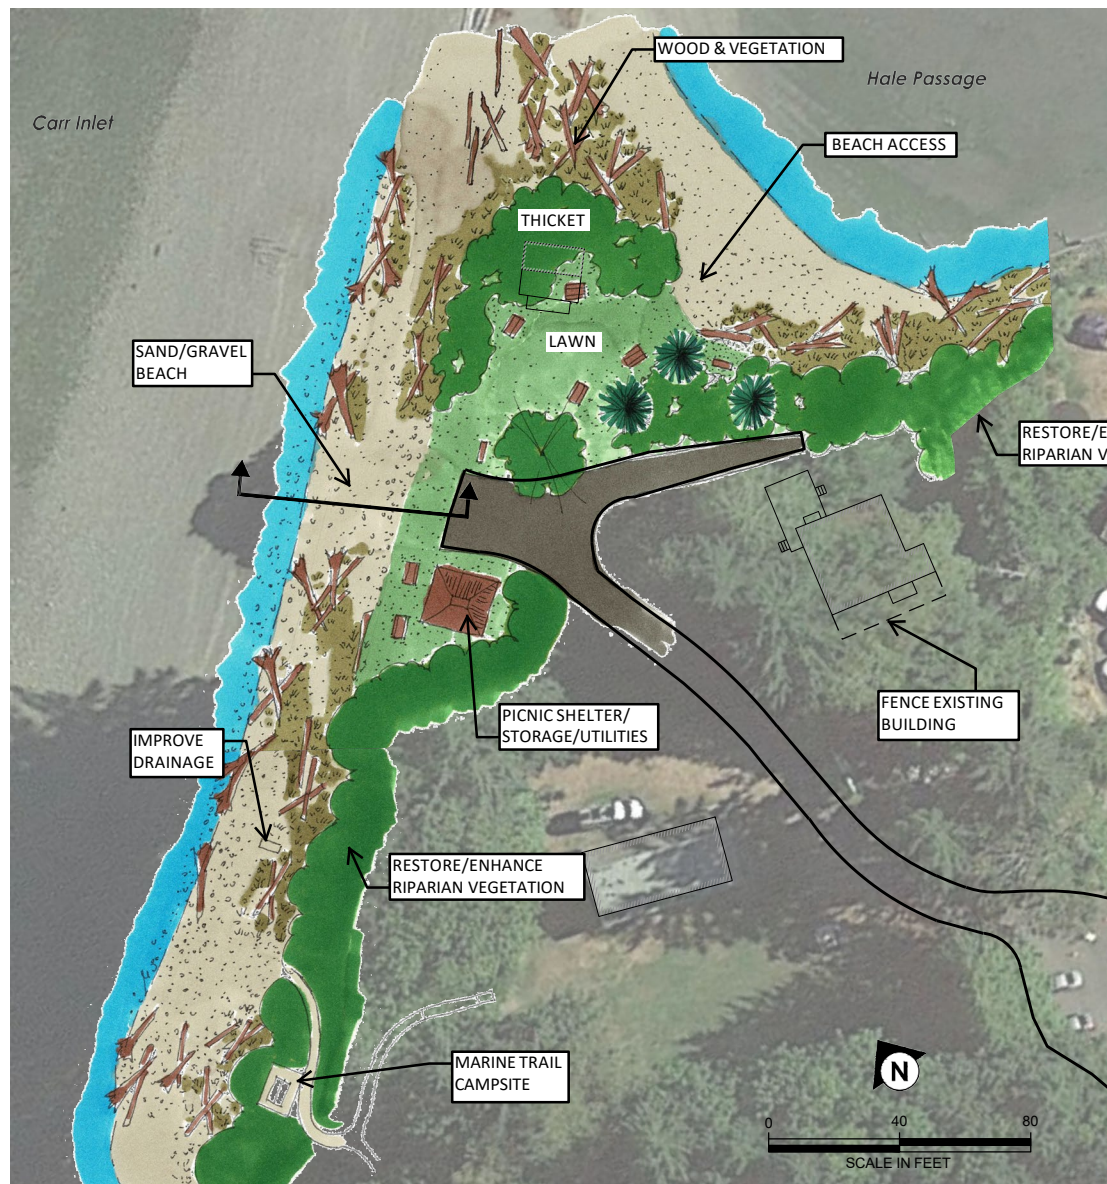 WOOD & VEGETATION
Hale Passage
Carr Inlet
BEACH ACCESS
THICKET
LAWN
SAND/GRAVEL
BEACH
RESTORE/E
RIPARIAN V
FENCE EXISTING
BUILDING
PICNIC SHELTER/
STORAGE/UTILITIES
IMPROVE
DRAINAGE
RESTORE/ENHANCE
RIPARIAN VEGETATION
MARINE TRAIL
CAMPSITE
N
0 40 80
SCALE IN FEET